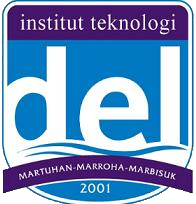 institut teknologi
del
MARTUHAN-MARROHA-MARBISUK
2001